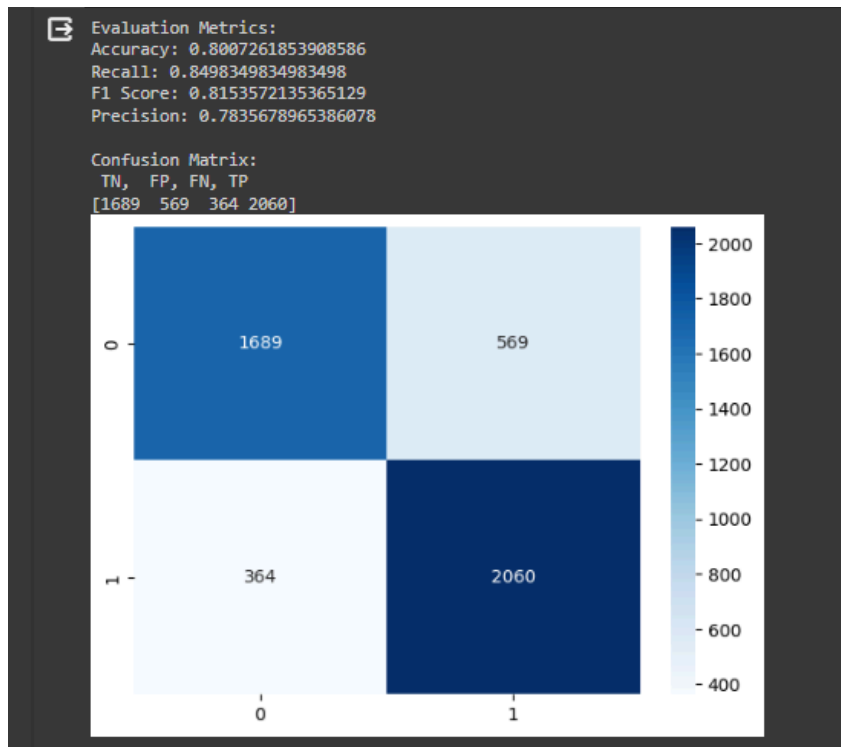 Evaluation Metrics:
Accuracy: 0.8007261853908586
Recall: 0.8498349834983498
F1 Score: 0.8153572135365129
Precision: 0.7835678965386078
Confusion Matrix:
TN, FP, FN, TP
[1689 569 364 2060]
2000
1800
0 1689 569
1600
1400
1200
1000
1 364 2060
800
600
400
0 1